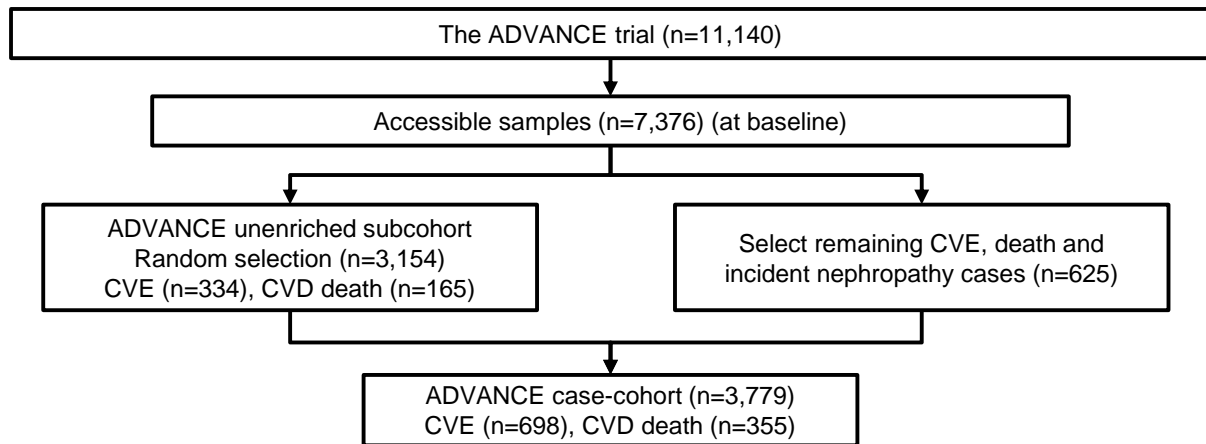 The ADVANCE trial (n=11,140)
Accessible samples (n=7,376) (at baseline)
ADVANCE unenriched subcohort
Random selection (n=3,154)
CVE (n=334), CVD death (n=165)
Select remaining CVE, death and
incident nephropathy cases (n=625)
ADVANCE case-cohort (n=3,779)
CVE (n=698), CVD death (n=355)